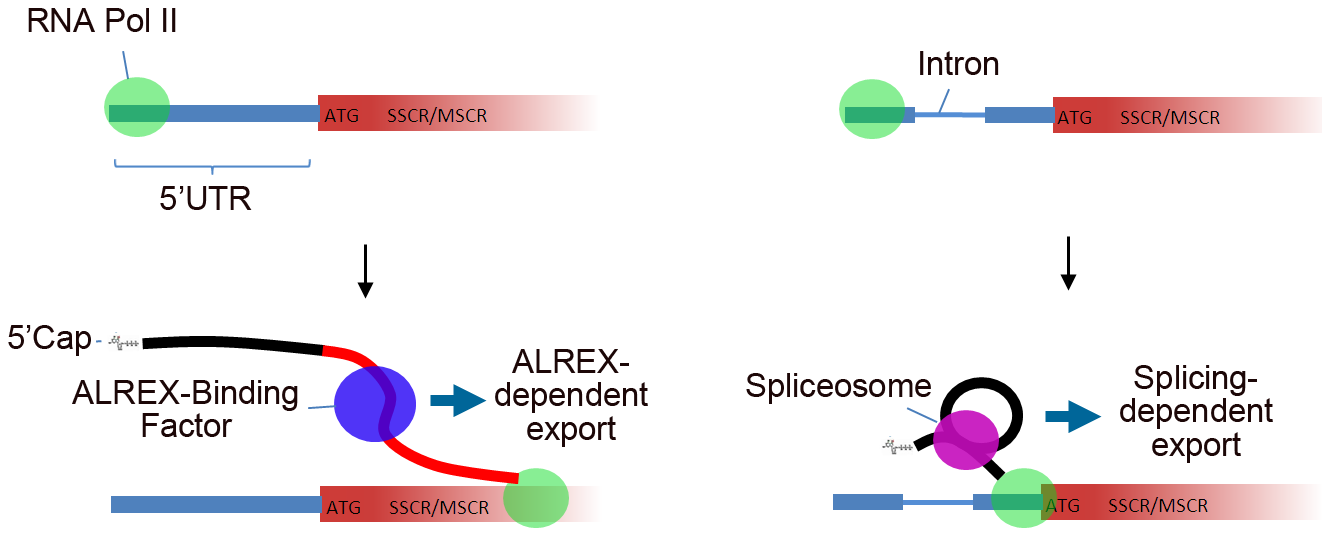 RNA Pol II
Intron
ATG SSCR/MSCR
ATG SSCR/MSCR
5’UTR
5’Cap
ALREX-Binding
Factor
ALREX-
dependent
export
Spliceosome
Splicing-
dependent
export
ATG SSCR/MSCR
ATG SSCR/MSCR